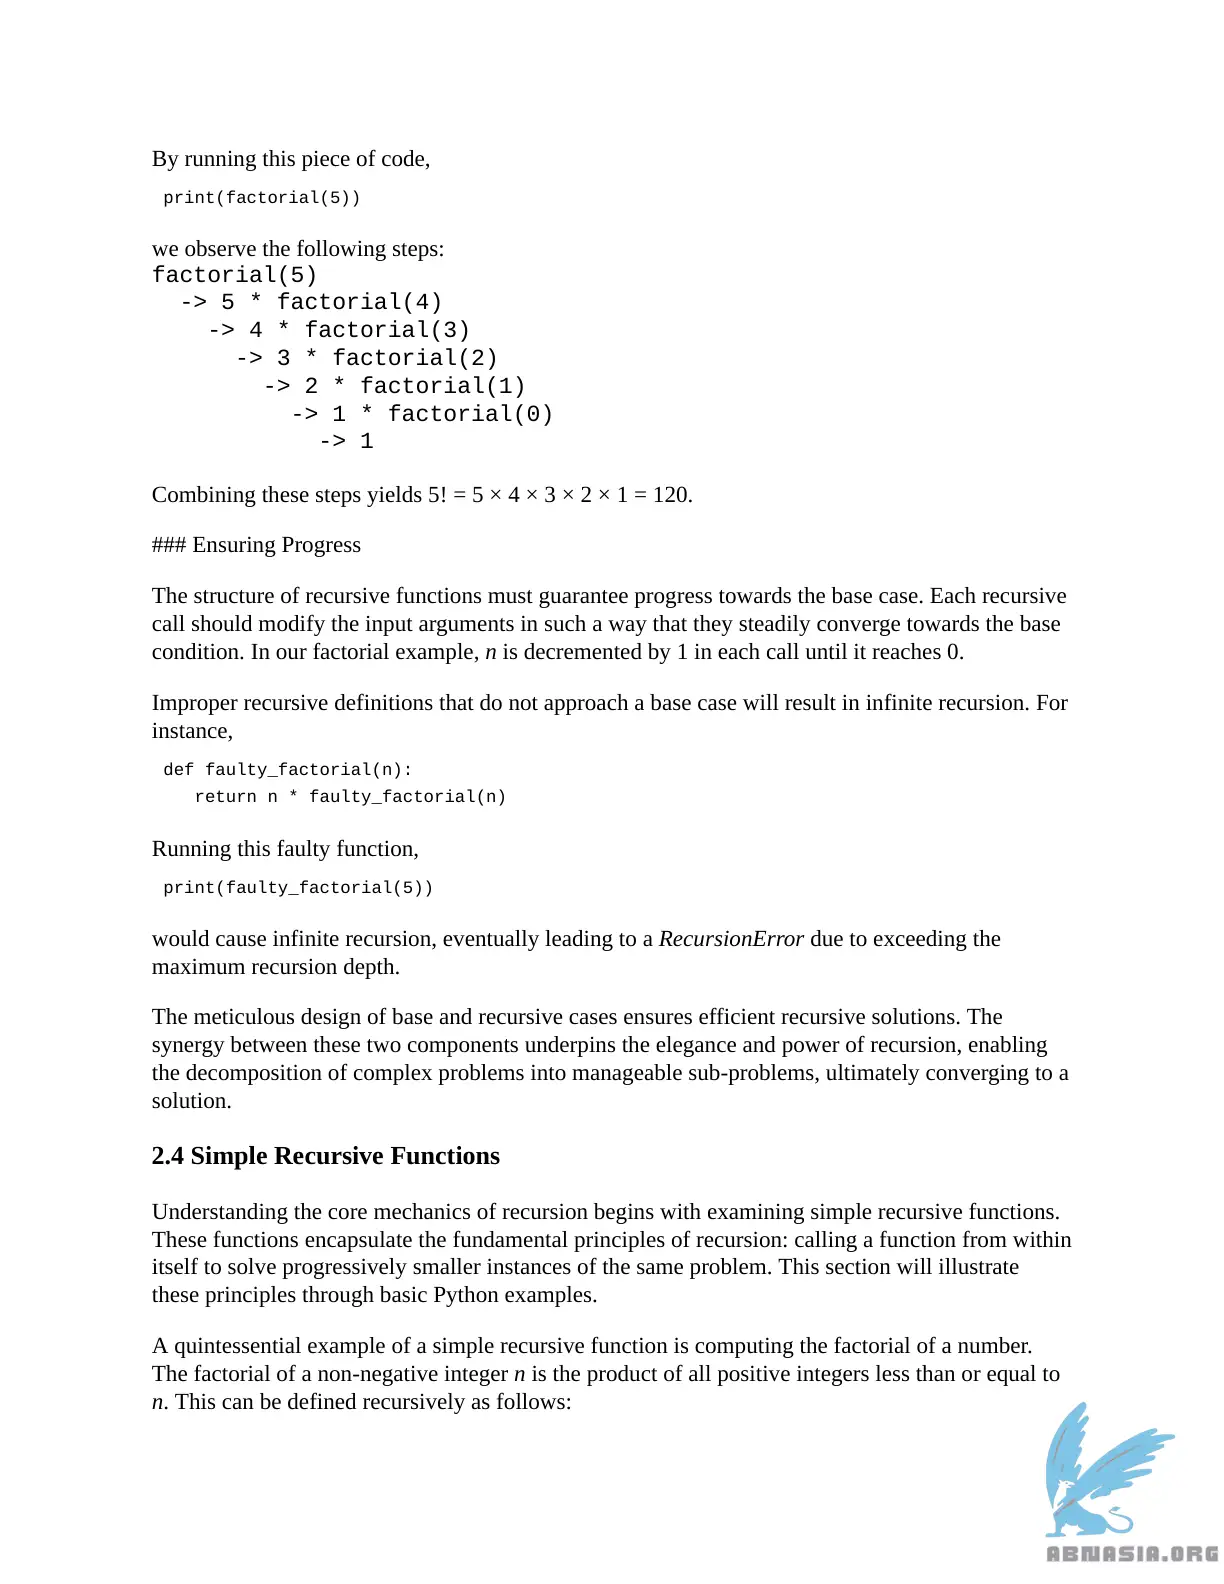 By running this piece of code,
print(factorial(5))
we observe the following steps:
factorial(5)
  -> 5 * factorial(4)
    -> 4 * factorial(3)
      -> 3 * factorial(2)
        -> 2 * factorial(1)
          -> 1 * factorial(0)
            -> 1
Combining these steps yields 5! = 5 × 4 × 3 × 2 × 1 = 120.
### Ensuring Progress
The structure of recursive functions must guarantee progress towards the base case. Each recursive
call should modify the input arguments in such a way that they steadily converge towards the base
condition. In our factorial example, n is decremented by 1 in each call until it reaches 0.
Improper recursive definitions that do not approach a base case will result in infinite recursion. For
instance,
def faulty_factorial(n):
   return n * faulty_factorial(n)
Running this faulty function,
print(faulty_factorial(5))
would cause infinite recursion, eventually leading to a RecursionError due to exceeding the
maximum recursion depth.
The meticulous design of base and recursive cases ensures efficient recursive solutions. The
synergy between these two components underpins the elegance and power of recursion, enabling
the decomposition of complex problems into manageable sub-problems, ultimately converging to a
solution.
2.4 Simple Recursive Functions
Understanding the core mechanics of recursion begins with examining simple recursive functions.
These functions encapsulate the fundamental principles of recursion: calling a function from within
itself to solve progressively smaller instances of the same problem. This section will illustrate
these principles through basic Python examples.
A quintessential example of a simple recursive function is computing the factorial of a number.
The factorial of a non-negative integer n is the product of all positive integers less than or equal to
n. This can be defined recursively as follows:
ABNASIA.ORG